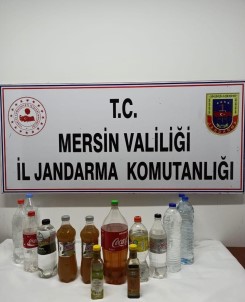 T.C.
MERSİN VALİLİĞİ
İL JANDARMA KOMUTANLIĞI